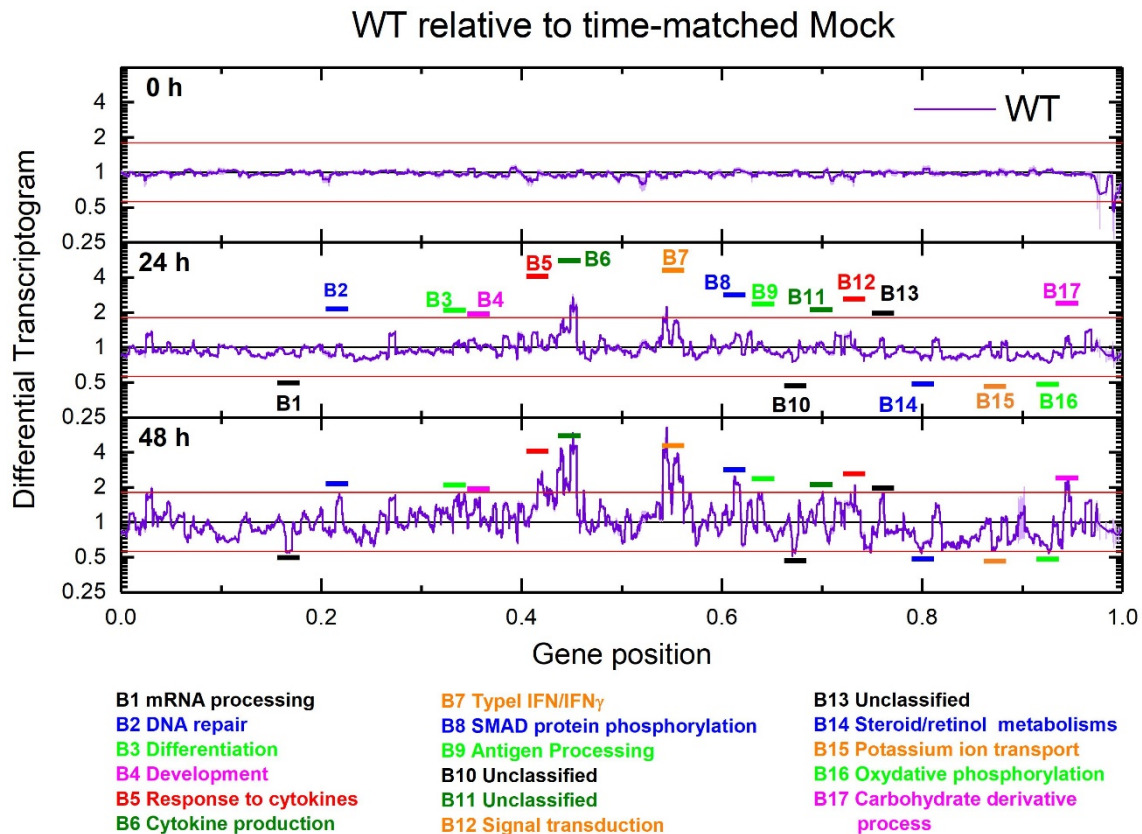 WT relative to time-matched Mock
0 h
WT
4
2
1
0.5
0.25
24 h
B2
B3
B4
B5
B6
B7
B8
B9
B11
B12
B13
B17
4
2
1
0.5
0.25
B1
B10
B14
B15
B16
48 h
4
2
1
0.5
0.25
Differential Transcriptogram
0.0 0.2 0.4 0.6 0.8 1.0
Gene position
B1 mRNA processing
B2 DNA repair
B3 Differentiation
B4 Development
B5 Response to cytokines
B6 Cytokine production
B7 TypeI IFN/IFNγ
B8 SMAD protein phosphorylation
B9 Antigen Processing
B10 Unclassified
B11 Unclassified
B12 Signal transduction
B13 Unclassified
B14 Steroid/retinol metabolisms
B15 Potassium ion transport
B16 Oxydative phosphorylation
B17 Carbohydrate derivative
process